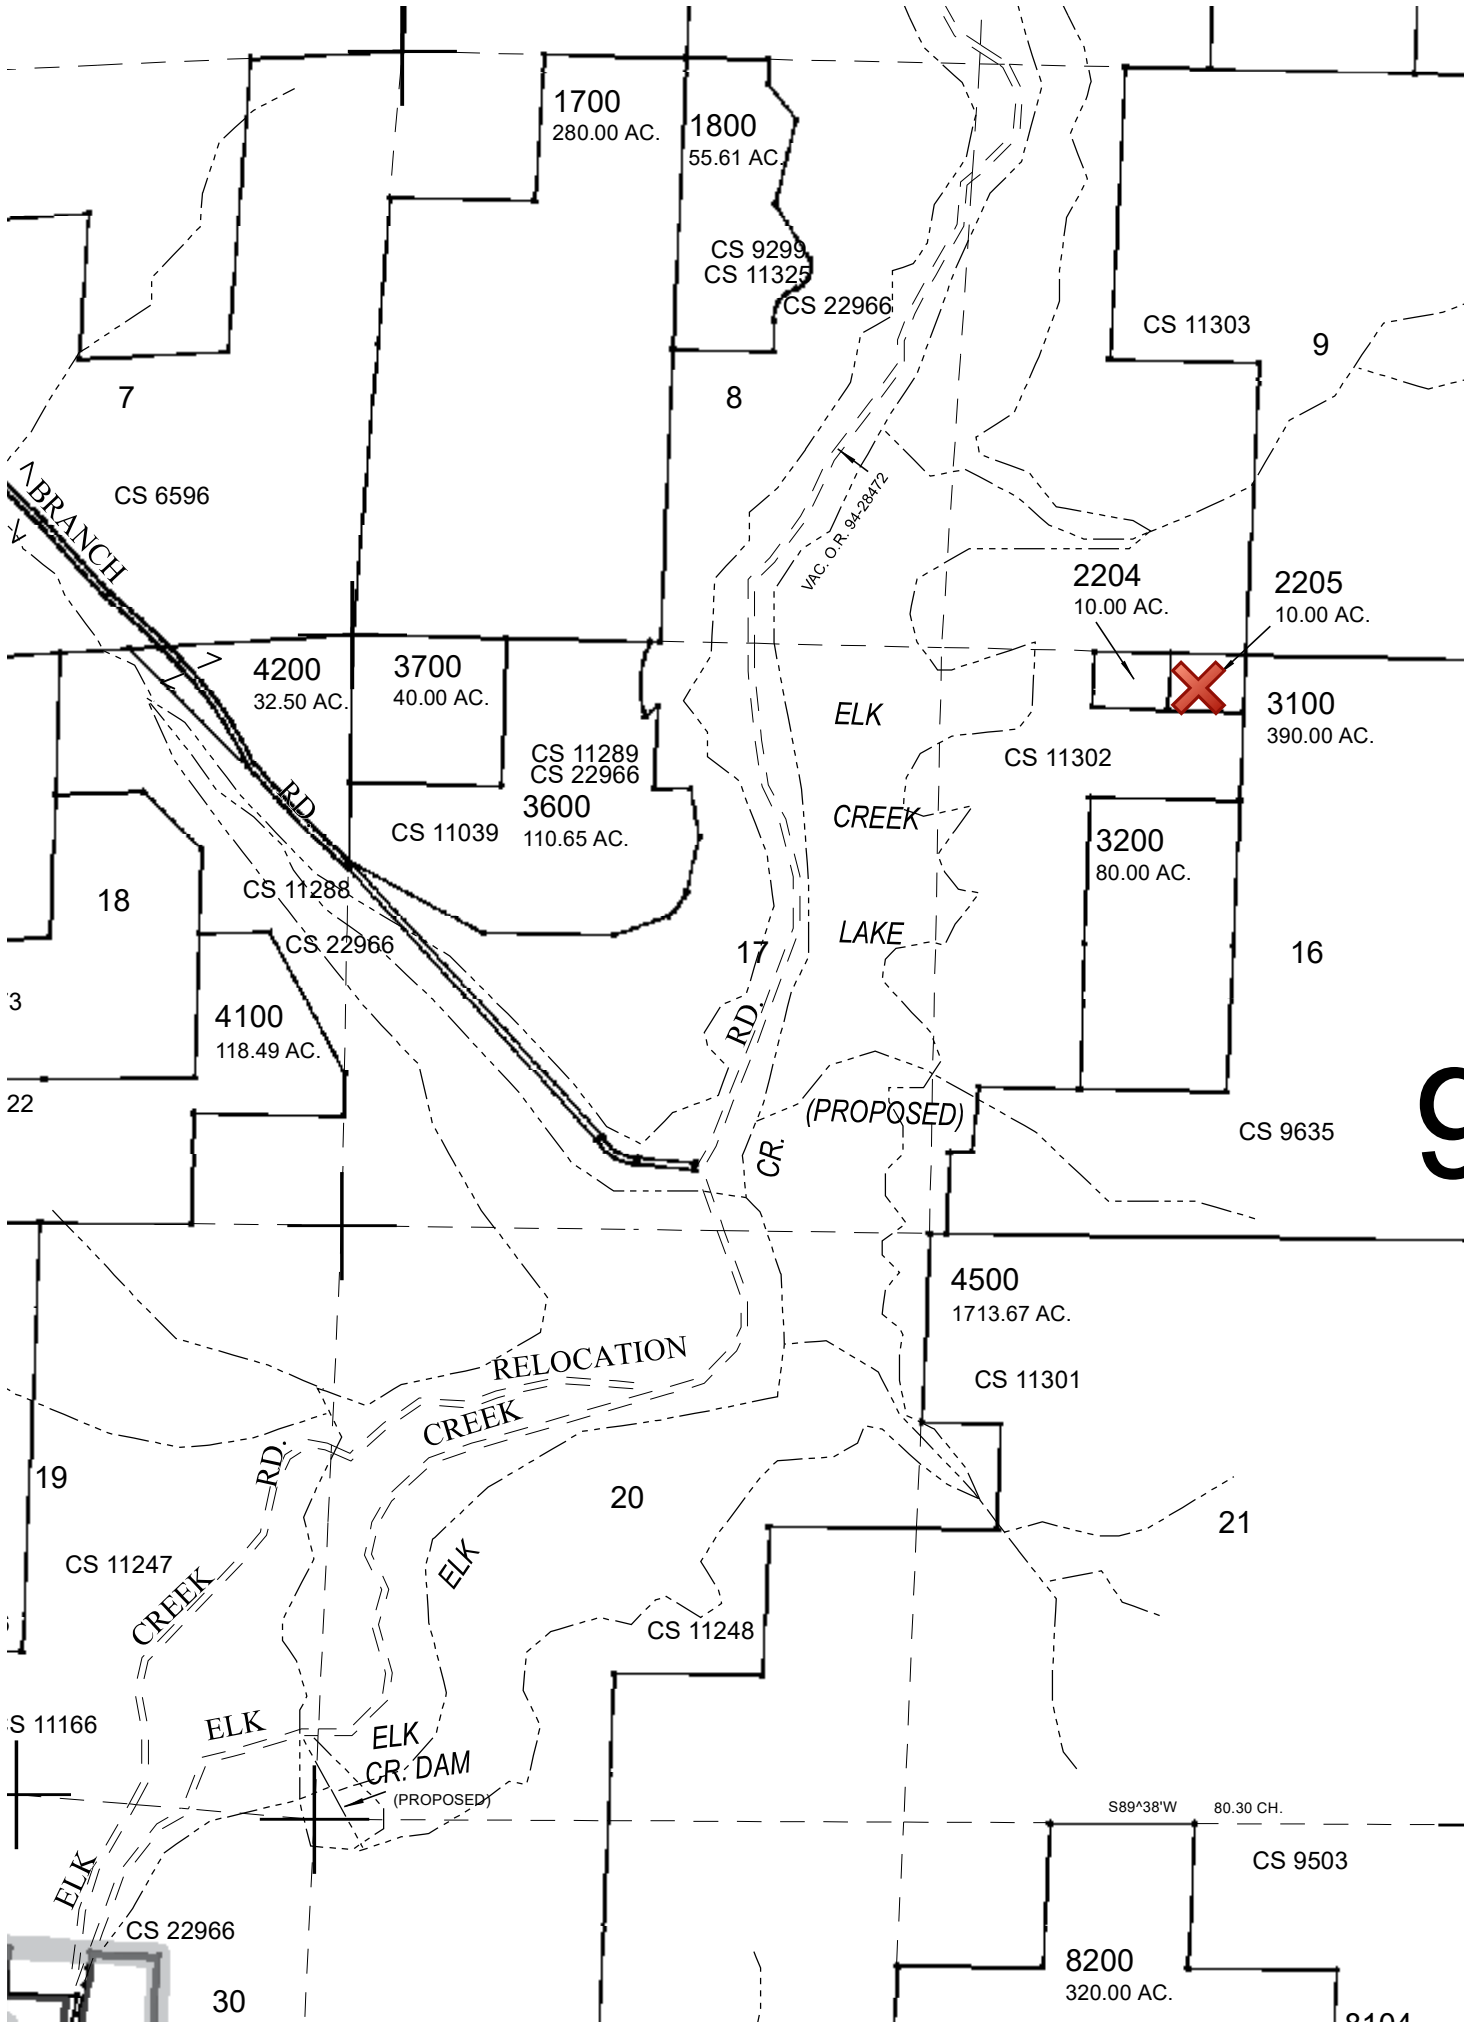 1700
280.00 AC.
1800
55.61 AC.
CS 9299
CS 11325
CS 22966
CS 11303
9
7
8
CS 6596
BRANCH
VAC. O.R. 94-28472
2204
10.00 AC.
2205
10.00 AC.
4200
32.50 AC.
3700
40.00 AC.
ELK
3100
390.00 AC.
CS 11289
CS 22966
CS 11302
RD.
3600
110.65 AC.
CS 11039
CREEK
3200
80.00 AC.
CS 11288
18
CS 22966
LAKE
17
16
4100
118.49 AC.
RD.
22
(PROPOSED)
CR.
CS 9635
9
4500
1713.67 AC.
RELOCATION
CS 11301
CREEK
RD.
19
20
21
CS 11247
ELK
CREEK
CS 11248
S 11166
ELK
ELK
CR. DAM
(PROPOSED)
S89^38'W
80.30 CH.
CS 9503
ELK
CS 22966
8200
320.00 AC.
30
8104